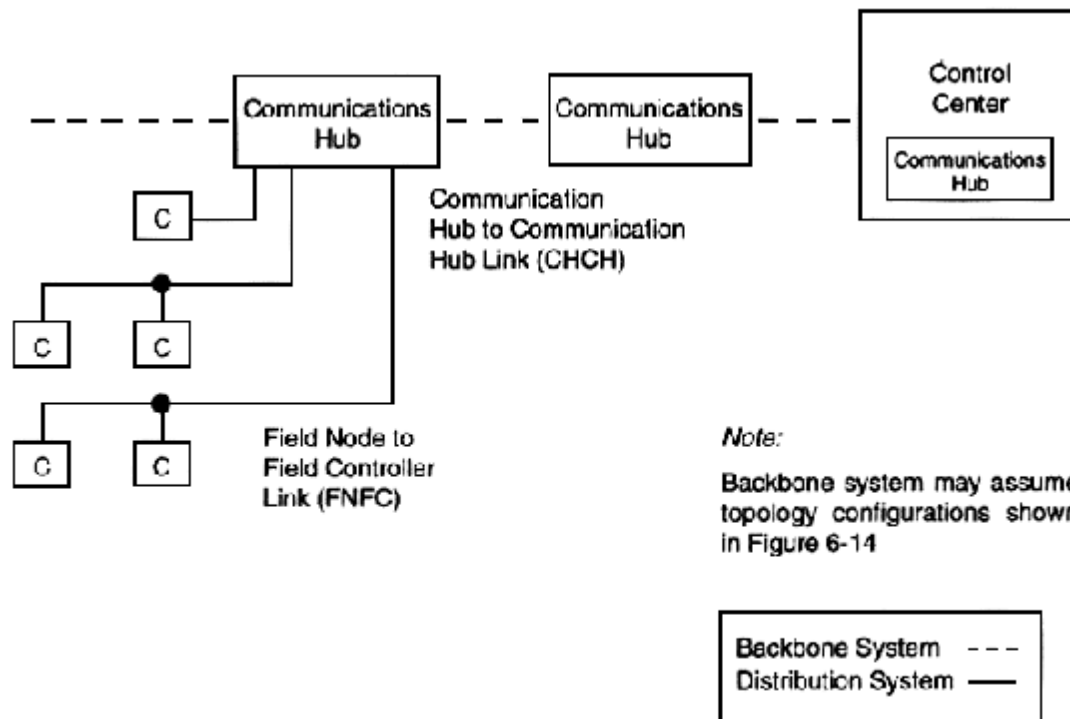 Communications
Hub
Communications
Hub
Control
Center
Communications
Hub
C
Communication
Hub to Communication
Hub Link (CHCH)
C
C
C
C
Field Node to
Field Controller
Link (FNFC)
Note:
Backbone system may assume
topology configurations shown
in Figure 6-14
Backbone System
Distribution System